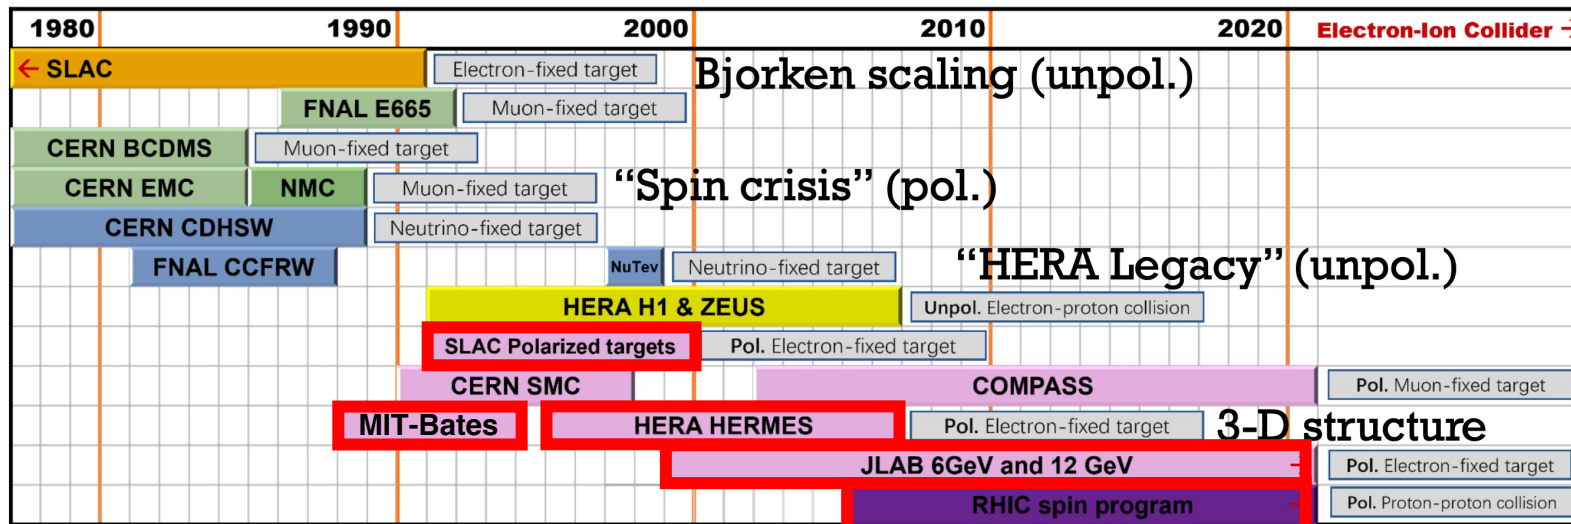 1980 1990 2000 2010 2020 Electron-Ion Collider →
← SLAC Electron-fixed target Bjorken scaling (unpol.)
FNAL E665 Muon-fixed target
CERN BCDMS Muon-fixed target
CERN EMC NMC Muon-fixed target “Spin crisis” (pol.)
CERN CDHSW Neutrino-fixed target
FNAL CCFRW NuTev Neutrino-fixed target “HERA Legacy” (unpol.)
HERA H1 & ZEUS Unpol. Electron-proton collision
SLAC Polarized targets Pol. Electron-fixed target
CERN SMC COMPASS Pol. Muon-fixed target
MIT-Bates HERA HERMES Pol. Electron-fixed target 3-D structure
JLAB 6GeV and 12 GeV → Pol. Electron-fixed target
RHIC spin program → Pol. Proton-proton collision